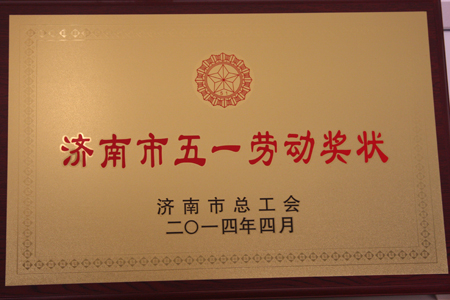 济南市五一劳动奖状
济南市总工会
二〇一四年四月